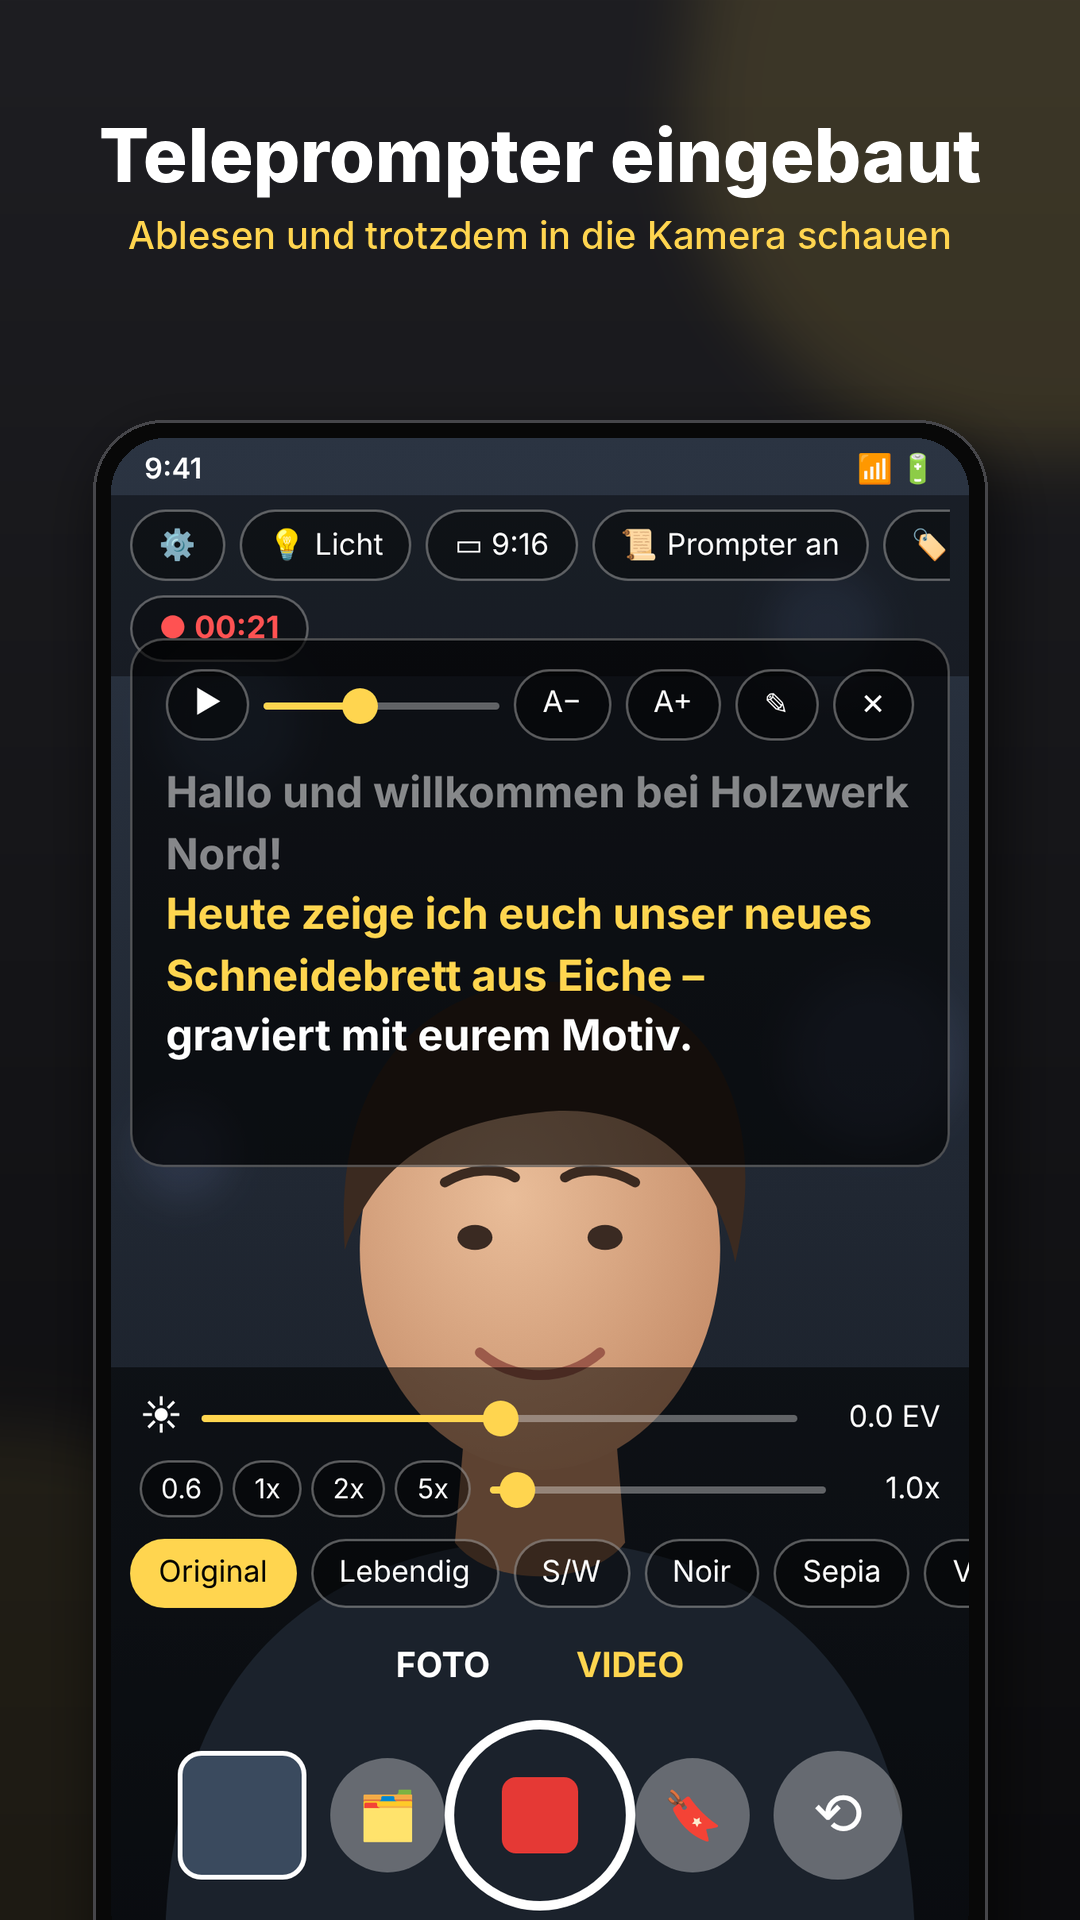 Teleprompter eingebaut
Ablesen und trotzdem in die Kamera schauen
9:41
Licht
9:16
Prompter an
00:21
A−
A+
Hallo und willkommen bei Holzwerk
Nord!
Heute zeige ich euch unser neues
Schneidebrett aus Eiche –
graviert mit eurem Motiv.
0.0 EV
0.6 1x 2x 5x 1.0x
Original Lebendig S/W Noir Sepia
FOTO VIDEO